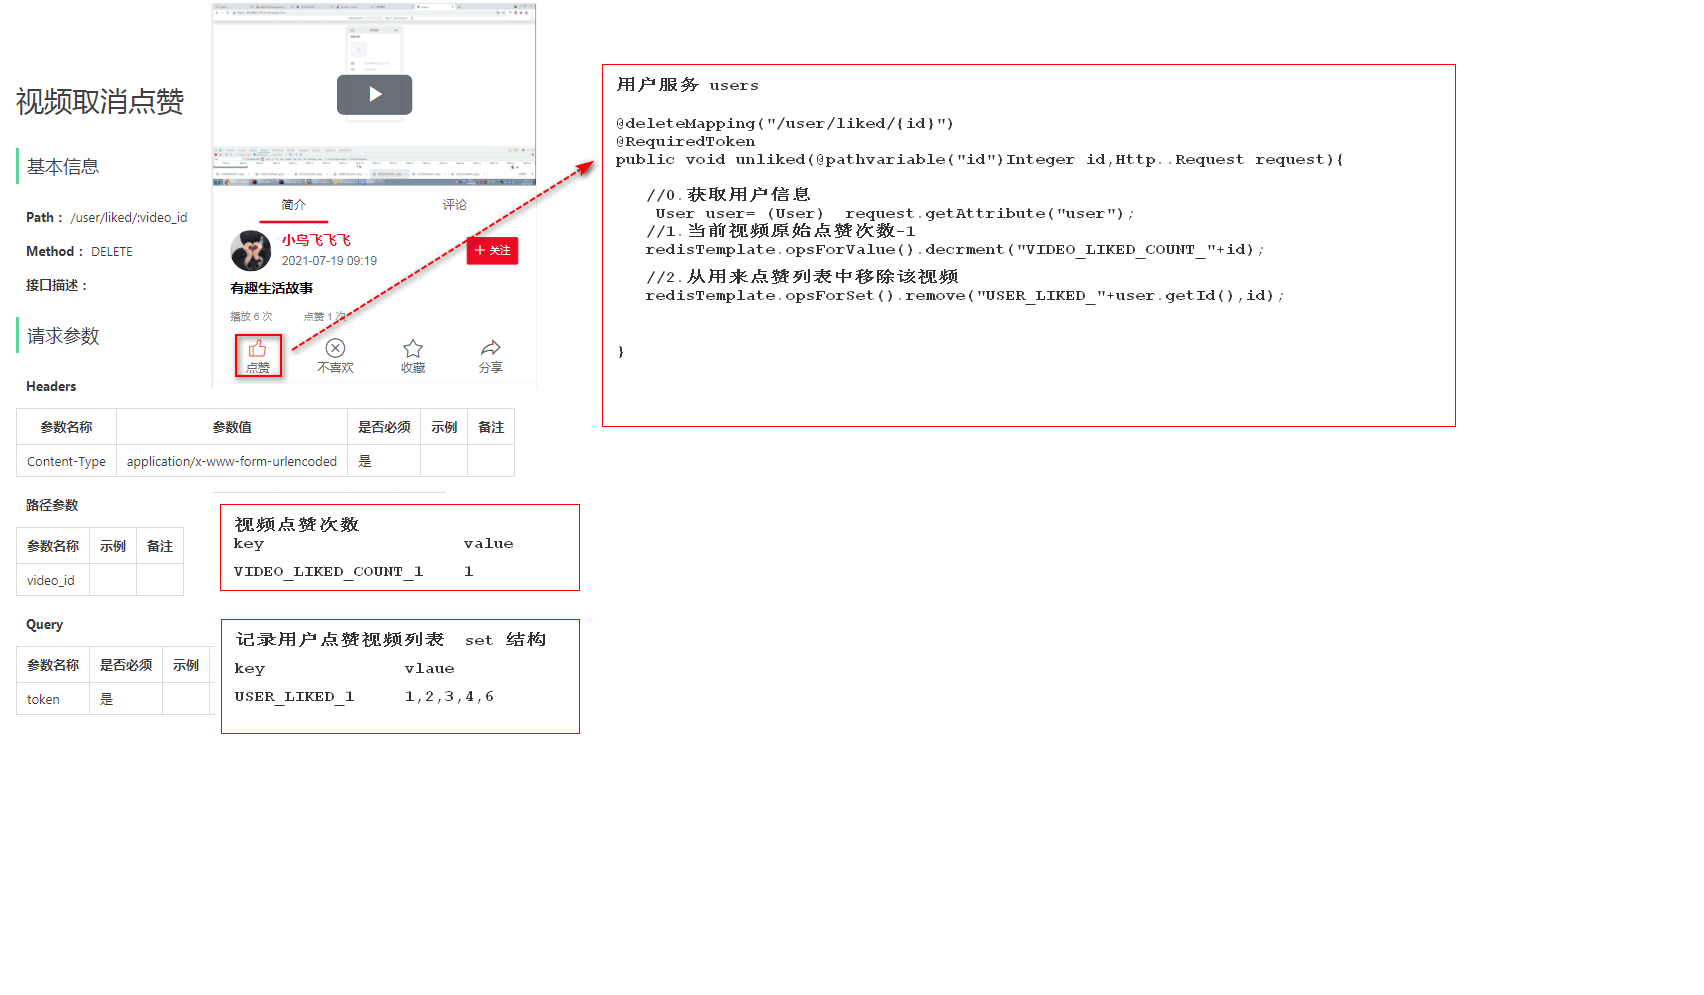 视频取消点赞
基本信息
Path： /user/liked/:video_id
Method： DELETE
接口描述：
请求参数
Headers
参数名称 参数值 是否必须 示例 备注
Content-Type application/x-www-form-urlencoded 是
路径参数
参数名称 示例 备注
video_id
Query
参数名称 是否必须 示例
token 是
简介 评论
小鸟飞飞飞
2021-07-19 09:19
+ 关注
有趣生活故事
播放 6 次 点赞 1 次
点赞 不喜欢 收藏 分享
视频点赞次数
key value
VIDEO_LIKED_COUNT_1 1
记录用户点赞视频列表 set 结构
key vlaue
USER_LIKED_1 1,2,3,4,6
用户服务 users
@deleteMapping("/user/liked/{id}")
@RequiredToken
public void unliked(@pathvariable("id")Integer id,Http..Request request){
//0.获取用户信息
User user= (User) request.getAttribute("user");
//1.当前视频原始点赞次数-1
redisTemplate.opsForValue().decrment("VIDEO_LIKED_COUNT_"+id);
//2.从用来点赞列表中移除该视频
redisTemplate.opsForSet().remove("USER_LIKED_"+user.getId(),id);
}